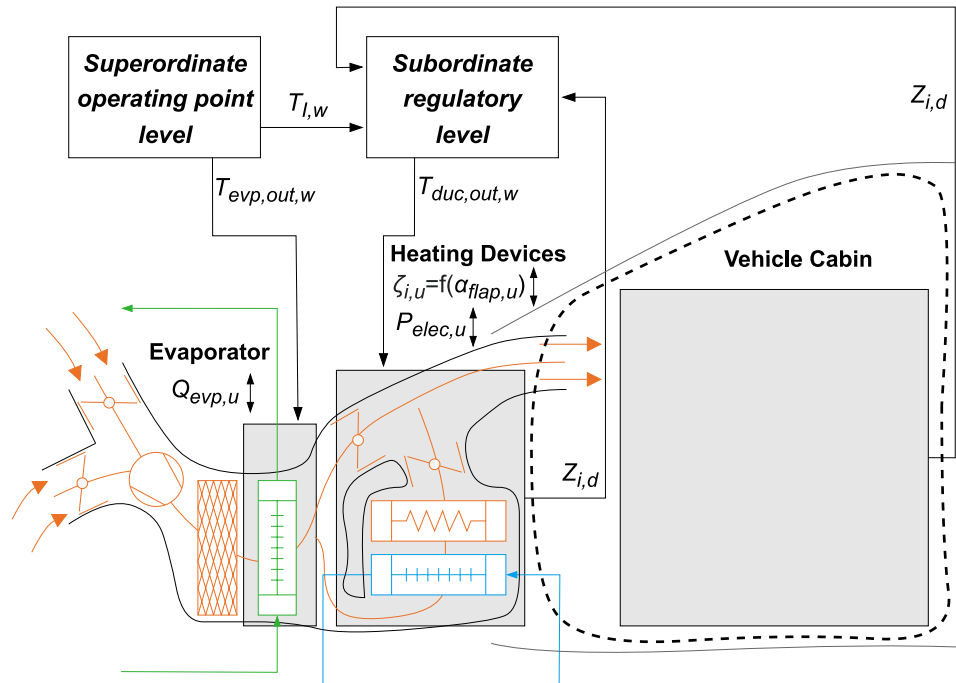 Superordinate
operating point
level
T_{I,w}
Subordinate
regulatory
level
Z_{i,d}
T_{evp,out,w}
T_{duc,out,w}
Heating Devices
ζ_{i,u}=f(α_{flap,u})
P_{elec,u}
Vehicle Cabin
Evaporator
Q_{evp,u}
Z_{i,d}